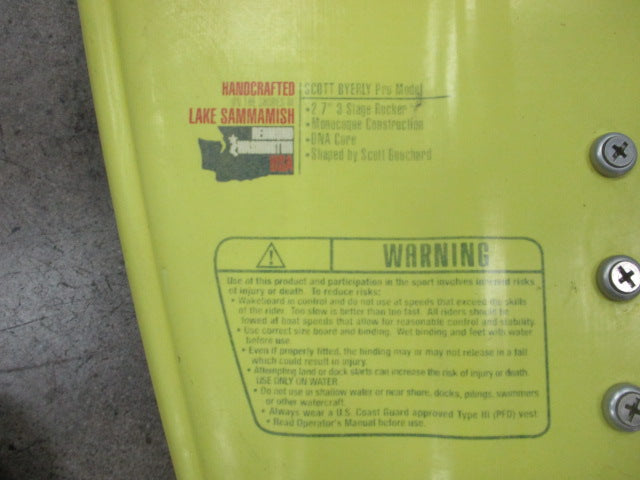 HANDCRAFTED
LAKE SAMMAMISH
REDMOND
WASHINGTON
USA
SCOTT BYERLY Pro Model
• 2.7" 3 Stage Rocker
• Monocoque Construction
• DNA Core
• Shaped by Scott Bouchard
WARNING
Use of this product and participation in the sport involves inherent risks
of injury or death. To reduce risks:
• Wakeboard in control and do not use at speeds that exceed the skills
of the rider. Too slow is better than too fast. All riders should be
towed at boat speeds that allow for reasonable control and stability.
• Use correct size board and binding. Wet binding and feet with water
before use.
• Even if properly fitted, the binding may or may not release in a fall
which could result in injury.
• Attempting land or dock starts can increase the risk of injury or death.
USE ONLY ON WATER
• Do not use in shallow water or near shore, docks, pilings, swimmers
or other watercraft.
• Always wear a U.S. Coast Guard approved Type III (PFD) vest
• Read Operator's Manual before use.